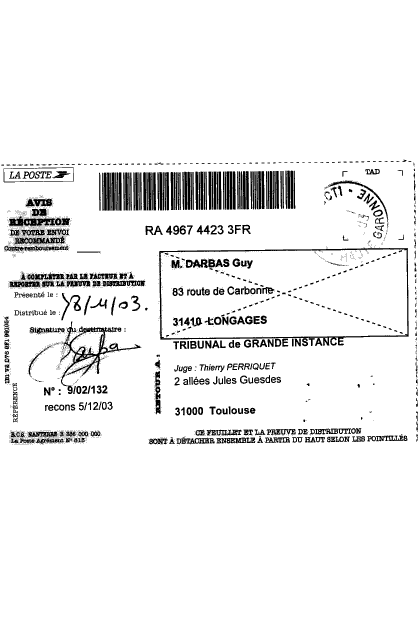 LA POSTE
TAD
AVIS
DE
RÉCEPTION
DE VOTRE ENVOI
RECOMMANDÉ
Contre-remboursement
RA 4967 4423 3FR
HAUTE GARONNE
À COMPLÉTER PAR LE FACTEUR ET À
REPORTER SUR LA PREUVE DE DISTRIBUTION
Présenté le :
Distribué le :
18/11/03.
Signature du destinataire :
M. DARBAS Guy
83 route de Carbonne
31410 LONGAGES
RETOUR À :
TRIBUNAL de GRANDE INSTANCE
Juge : Thierry PERRIQUET
2 allées Jules Guesdes
31000 Toulouse
RÉFÉRENCE
N° : 9/02/132
recons 5/12/03
R.C.S. NANTERRE B 356 000 000
La Poste Agrément N° 513
CE FEUILLET ET LA PREUVE DE DISTRIBUTION
SONT À DÉTACHER ENSEMBLE À PARTIR DU HAUT SELON LES POINTILLÉS